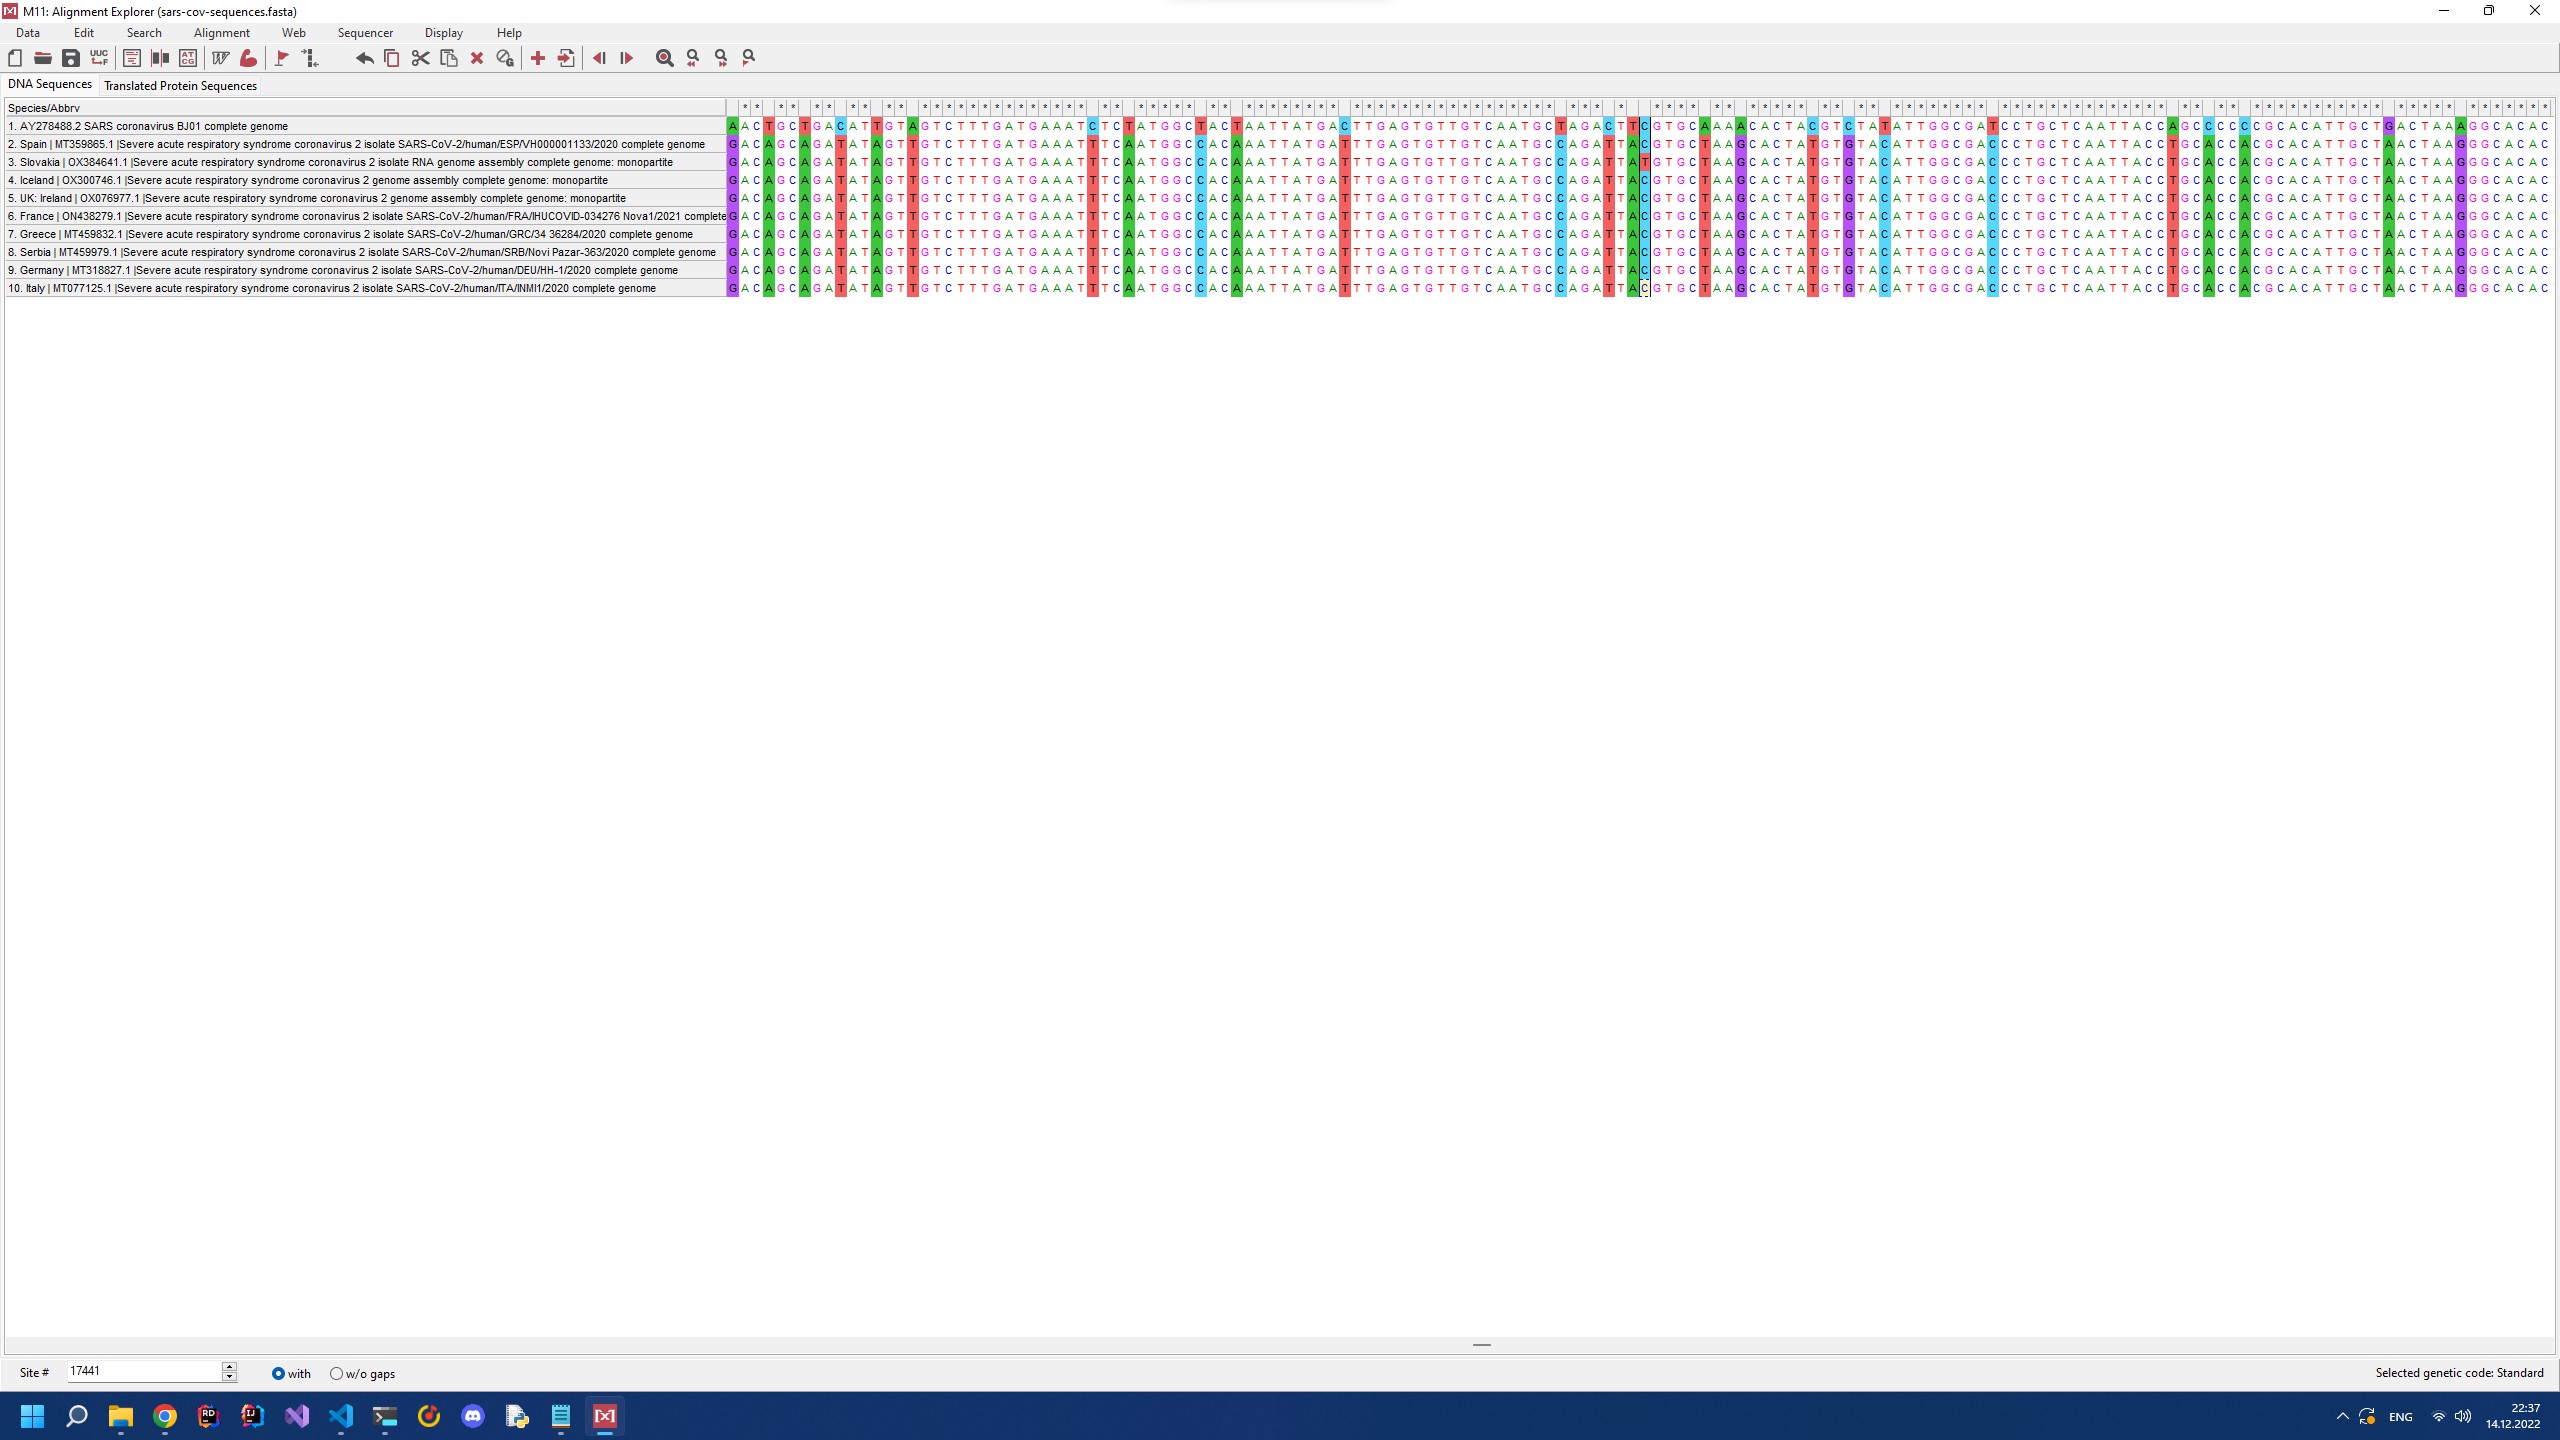 M11: Alignment Explorer (sars-cov-sequences.fasta)
Data Edit Search Alignment Web Sequencer Display Help
DNA Sequences Translated Protein Sequences
Species/Abbrv ** ** ** ** ** ************** ** ***** ** ******** ***************** *** * **** ** ***** ** ** ******** ************** ** ** *********** ***** *******
1. AY278488.2 SARS coronavirus BJ01 complete genome AACTGCTGACATTGTAGTCTTTGATGAAATCTCTATGGCTACTAATTATGACTTGAGTGTTGTCAATGCTAGACTTCGTGCAAAACACTACGTCTATATTGGCGATCCTGCTCAATTACCAGCCCCCCGCACATTGCTGACTAAAGGCACAC
2. Spain | MT359865.1 |Severe acute respiratory syndrome coronavirus 2 isolate SARS-CoV-2/human/ESP/VH000001133/2020 complete genome GACAGCAGATATAGTTGTCTTTGATGAAATTTCAATGGCCACAAATTATGATTTGAGTGTTGTCAATGCCAGATTACGTGCTAAGCACTATGTGTACATTGGCGACCCTGCTCAATTACCTGCACCACGCACATTGCTAACTAAGGGCACAC
3. Slovakia | OX384641.1 |Severe acute respiratory syndrome coronavirus 2 isolate RNA genome assembly complete genome: monopartite GACAGCAGATATAGTTGTCTTTGATGAAATTTCAATGGCCACAAATTATGATTTGAGTGTTGTCAATGCCAGATTATGTGCTAAGCACTATGTGTACATTGGCGACCCTGCTCAATTACCTGCACCACGCACATTGCTAACTAAGGGCACAC
4. Iceland | OX300746.1 |Severe acute respiratory syndrome coronavirus 2 genome assembly complete genome: monopartite GACAGCAGATATAGTTGTCTTTGATGAAATTTCAATGGCCACAAATTATGATTTGAGTGTTGTCAATGCCAGATTACGTGCTAAGCACTATGTGTACATTGGCGACCCTGCTCAATTACCTGCACCACGCACATTGCTAACTAAGGGCACAC
5. UK: Ireland | OX076977.1 |Severe acute respiratory syndrome coronavirus 2 genome assembly complete genome: monopartite GACAGCAGATATAGTTGTCTTTGATGAAATTTCAATGGCCACAAATTATGATTTGAGTGTTGTCAATGCCAGATTACGTGCTAAGCACTATGTGTACATTGGCGACCCTGCTCAATTACCTGCACCACGCACATTGCTAACTAAGGGCACAC
6. France | ON438279.1 |Severe acute respiratory syndrome coronavirus 2 isolate SARS-CoV-2/human/FRA/IHUCOVID-034276 Nova1/2021 complete GACAGCAGATATAGTTGTCTTTGATGAAATTTCAATGGCCACAAATTATGATTTGAGTGTTGTCAATGCCAGATTACGTGCTAAGCACTATGTGTACATTGGCGACCCTGCTCAATTACCTGCACCACGCACATTGCTAACTAAGGGCACAC
7. Greece | MT459832.1 |Severe acute respiratory syndrome coronavirus 2 isolate SARS-CoV-2/human/GRC/34 36284/2020 complete genome GACAGCAGATATAGTTGTCTTTGATGAAATTTCAATGGCCACAAATTATGATTTGAGTGTTGTCAATGCCAGATTACGTGCTAAGCACTATGTGTACATTGGCGACCCTGCTCAATTACCTGCACCACGCACATTGCTAACTAAGGGCACAC
8. Serbia | MT459979.1 |Severe acute respiratory syndrome coronavirus 2 isolate SARS-CoV-2/human/SRB/Novi Pazar-363/2020 complete genome GACAGCAGATATAGTTGTCTTTGATGAAATTTCAATGGCCACAAATTATGATTTGAGTGTTGTCAATGCCAGATTACGTGCTAAGCACTATGTGTACATTGGCGACCCTGCTCAATTACCTGCACCACGCACATTGCTAACTAAGGGCACAC
9. Germany | MT318827.1 |Severe acute respiratory syndrome coronavirus 2 isolate SARS-CoV-2/human/DEU/HH-1/2020 complete genome GACAGCAGATATAGTTGTCTTTGATGAAATTTCAATGGCCACAAATTATGATTTGAGTGTTGTCAATGCCAGATTACGTGCTAAGCACTATGTGTACATTGGCGACCCTGCTCAATTACCTGCACCACGCACATTGCTAACTAAGGGCACAC
10. Italy | MT077125.1 |Severe acute respiratory syndrome coronavirus 2 isolate SARS-CoV-2/human/ITA/INMI1/2020 complete genome GACAGCAGATATAGTTGTCTTTGATGAAATTTCAATGGCCACAAATTATGATTTGAGTGTTGTCAATGCCAGATTACGTGCTAAGCACTATGTGTACATTGGCGACCCTGCTCAATTACCTGCACCACGCACATTGCTAACTAAGGGCACAC
Site # 17441 with w/o gaps Selected genetic code: Standard
ENG 22:37
14.12.2022